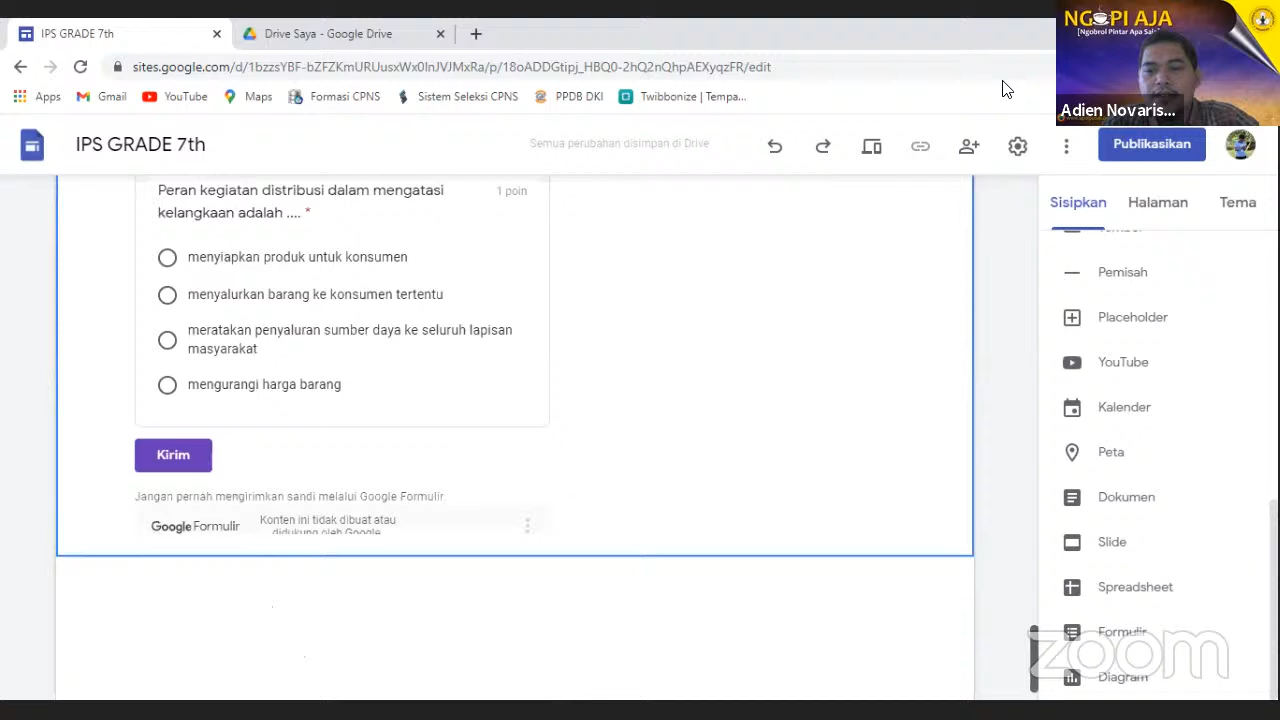 IPS GRADE 7th
Drive Saya - Google Drive
sites.google.com/d/1bzzsYBF-bZFZKmURUusxWx0lnJVJMxRa/p/18oADDGtpj_HBQ0-2hQ2nQhpAEXyqzFR/edit
Apps Gmail YouTube Maps Formasi CPNS Sistem Seleksi CPNS PPDB DKI Twibbonize | Tempa...
NGOPI AJA
Adien Novaris...
IPS GRADE 7th
Semua perubahan disimpan di Drive
Publikasikan
Sisipkan Halaman Tema
Peran kegiatan distribusi dalam mengatasi
kelangkaan adalah .... *
1 poin
menyiapkan produk untuk konsumen
menyalurkan barang ke konsumen tertentu
meratakan penyaluran sumber daya ke seluruh lapisan
masyarakat
mengurangi harga barang
Kirim
Jangan pernah mengirimkan sandi melalui Google Formulir
Google Formulir
Konten ini tidak dibuat atau
didukung oleh Google
Pemisah
Placeholder
YouTube
Kalender
Peta
Dokumen
Slide
Spreadsheet
Formulir
Diagram
zoom